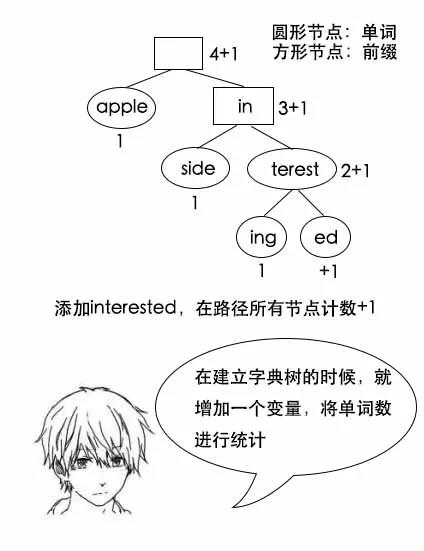 圆形节点：单词
方形节点：前缀
4+1
apple
in
3+1
1
side
terest
2+1
1
ing
ed
1
+1
添加interested，在路径所有节点计数+1
在建立字典树的时候，就
增加一个变量，将单词数
进行统计